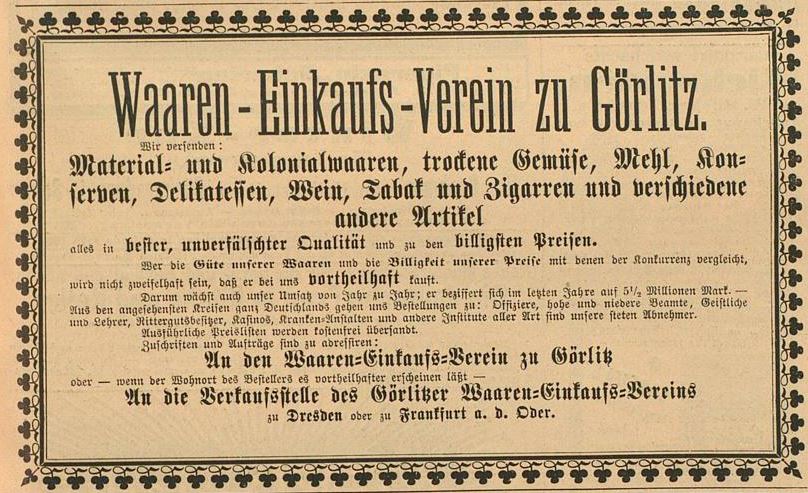 Waaren-Einkaufs-Verein zu Görlitz.
Wir versenden:
Material- und Kolonialwaaren, trockene Gemüse, Mehl, Kon-
serven, Delikatessen, Wein, Tabak und Zigarren und verschiedene
andere Artikel
alles in bester, unverfälschter Qualität und zu den billigsten Preisen.
Wer die Güte unserer Waaren und die Billigkeit unserer Preise mit denen der Konkurrenz vergleicht,
wird nicht zweifelhaft sein, daß er bei uns vortheilhaft kauft.
Darum wächst auch unser Umsatz von Jahr zu Jahr; er beziffert sich im letzten Jahre auf 5½ Millionen Mark. —
Aus den angesehensten Kreisen ganz Deutschlands gehen uns Bestellungen zu: Offiziere, hohe und niedere Beamte, Geistliche
und Lehrer, Rittergutsbesitzer, Kasinos, Kranken-Anstalten und andere Institute aller Art sind unsere steten Abnehmer.
Ausführliche Preislisten werden kostenfrei übersandt.
Zuschriften und Aufträge sind zu adressiren:
An den Waaren-Einkaufs-Verein zu Görlitz
oder — wenn der Wohnort des Bestellers es vortheilhafter erscheinen läßt —
An die Verkaufsstelle des Görlitzer Waaren-Einkaufs-Vereins
zu Dresden oder zu Frankfurt a. d. Oder.